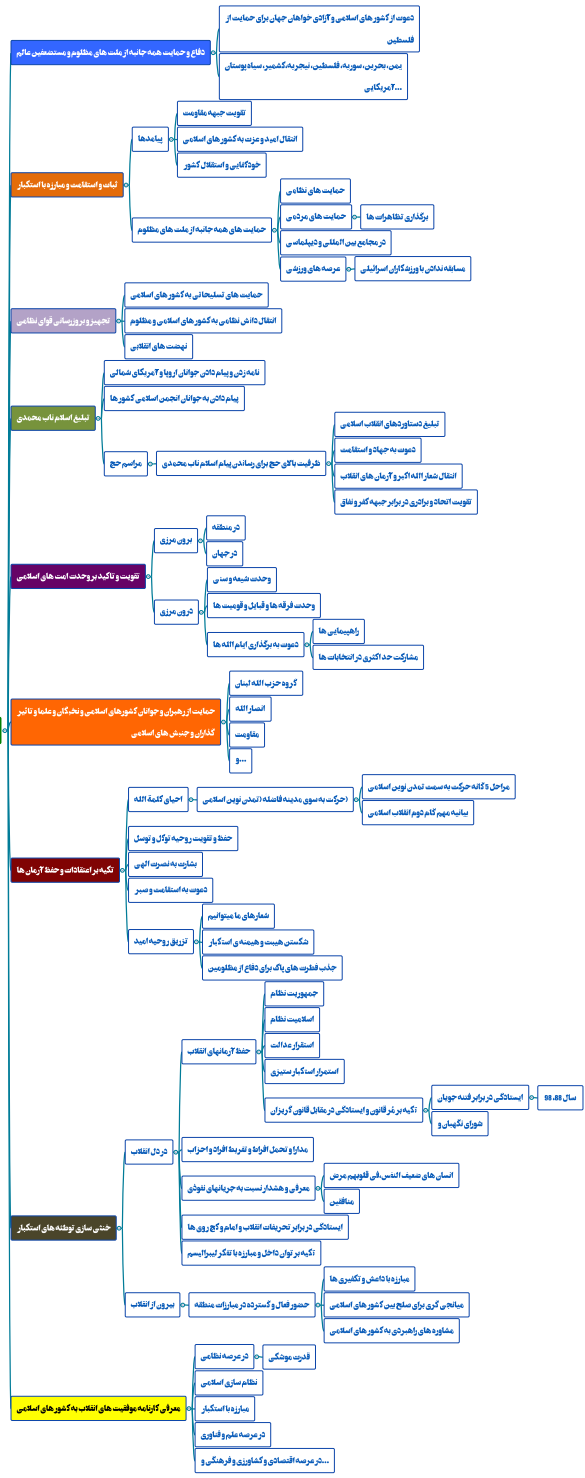 دعوت از کشورهای اسلامی و آزادی خواهان جهان برای حمایت از
فلسطین
دفاع و حمایت همه جانبه از ملت های مظلوم و مستضعفین عالم
یمن، بحرین، سوریه، فلسطین، نیجریه، کشمیر، سیاه پوستان
آمریکایی...
تقویت جبهه مقاومت
پیامدها
انتقال امید و عزت به کشورهای اسلامی
خودکفایی و استقلال کشور
ثبات و استقامت و مبارزه با استکبار
حمایت های نظامی
حمایت های مردمی
برگذاری تظاهرات ها
حمایت های همه جانبه از ملت های مظلوم
در مجامع بین المللی و دیپلماسی
عرصه های ورزشی
مسابقه ندادن با ورزشکاران اسرائیلی
حمایت های تسلیحاتی به کشورهای اسلامی
تجهیز و بروزرسانی قوای نظامی
انتقال دانش نظامی به کشورهای اسلامی و مظلوم
نهضت های انقلابی
نامه زدن و پیام دادن جوانان اروپا و آمریکای شمالی
پیام دادن به جوانان انجمن اسلامی کشورها
تبلیغ اسلام ناب محمدی
تبلیغ دستاوردهای انقلاب اسلامی
دعوت به جهاد و استقامت
مراسم حج
ظرفیت بالای حج برای رساندن پیام اسلام ناب محمدی
انتقال شعار الله اکبر و آرمان های انقلاب
تقویت اتحاد و برادری در برابر جبهه کفر و نفاق
در منطقه
برون مرزی
در جهان
تقویت و تاکید بر وحدت امت های اسلامی
وحدت شیعه و سنی
درون مرزی
وحدت فرقه ها و قبایل و قومیت ها
راهپیمایی ها
دعوت به برگذاری ایام الله ها
مشارکت حداکثری در انتخابات ها
گروه حزب الله لبنان
حمایت از رهبران و جوانان کشورهای اسلامی و نخبگان و علما و تاثیر
گذاران و جنبش های اسلامی
انصار الله
مقاومت
و...
مراحل 5 گانه حرکت به سمت تمدن نوین اسلامی
احیای کلمة الله
(حرکت به سوی مدینه فاضله (تمدن نوین اسلامی
بیانیه مهم گام دوم انقلاب اسلامی
حفظ و تقویت روحیه توکل و توسل
بشارت به نصرت الهی
تکیه بر اعتقادات و حفظ آرمان ها
دعوت به استقامت و صبر
شعارهای ما میتوانیم
تزریق روحیه امید
شکستن هیبت و هیمنه ی استکبار
جذب فطرت های پاک برای دفاع از مظلومین
جمهوریت نظام
اسلامیت نظام
حفظ آرمانهای انقلاب
استقرار عدالت
استمرار استکبارستیزی
ایستادگی در برابر فتنه جویان
سال 88، 98
تکیه بر مُر قانون و ایستادگی در مقابل قانون گریزان
شورای نگهبان و
در دل انقلاب
مدارا و تحمل افراط و تفریط افراد و احزاب
انسان های ضعیف النفس،فی قلوبهم مرض
معرفی و هشدار نسبت به جریانهای نفوذی
منافقین
خنثی سازی توطئه های استکبار
ایستادگی در برابر تحریفات انقلاب و امام و کج روی ها
تکیه بر توان داخل و مبارزه با تفکر لیبرالیسم
مبارزه با داعش و تکفیری ها
بیرون از انقلاب
حضور فعال و گسترده در مبارزات منطقه
میانجی گری برای صلح بین کشورهای اسلامی
مشاوره های راهبردی به کشورهای اسلامی
در عرصه نظامی
قدرت موشکی
نظام سازی اسلامی
معرفی کارنامه موفقیت های انقلاب به کشورهای اسلامی
مبارزه با استکبار
در عرصه علم و فناوری
در عرصه اقتصادی و کشاورزی و فرهنگی و...